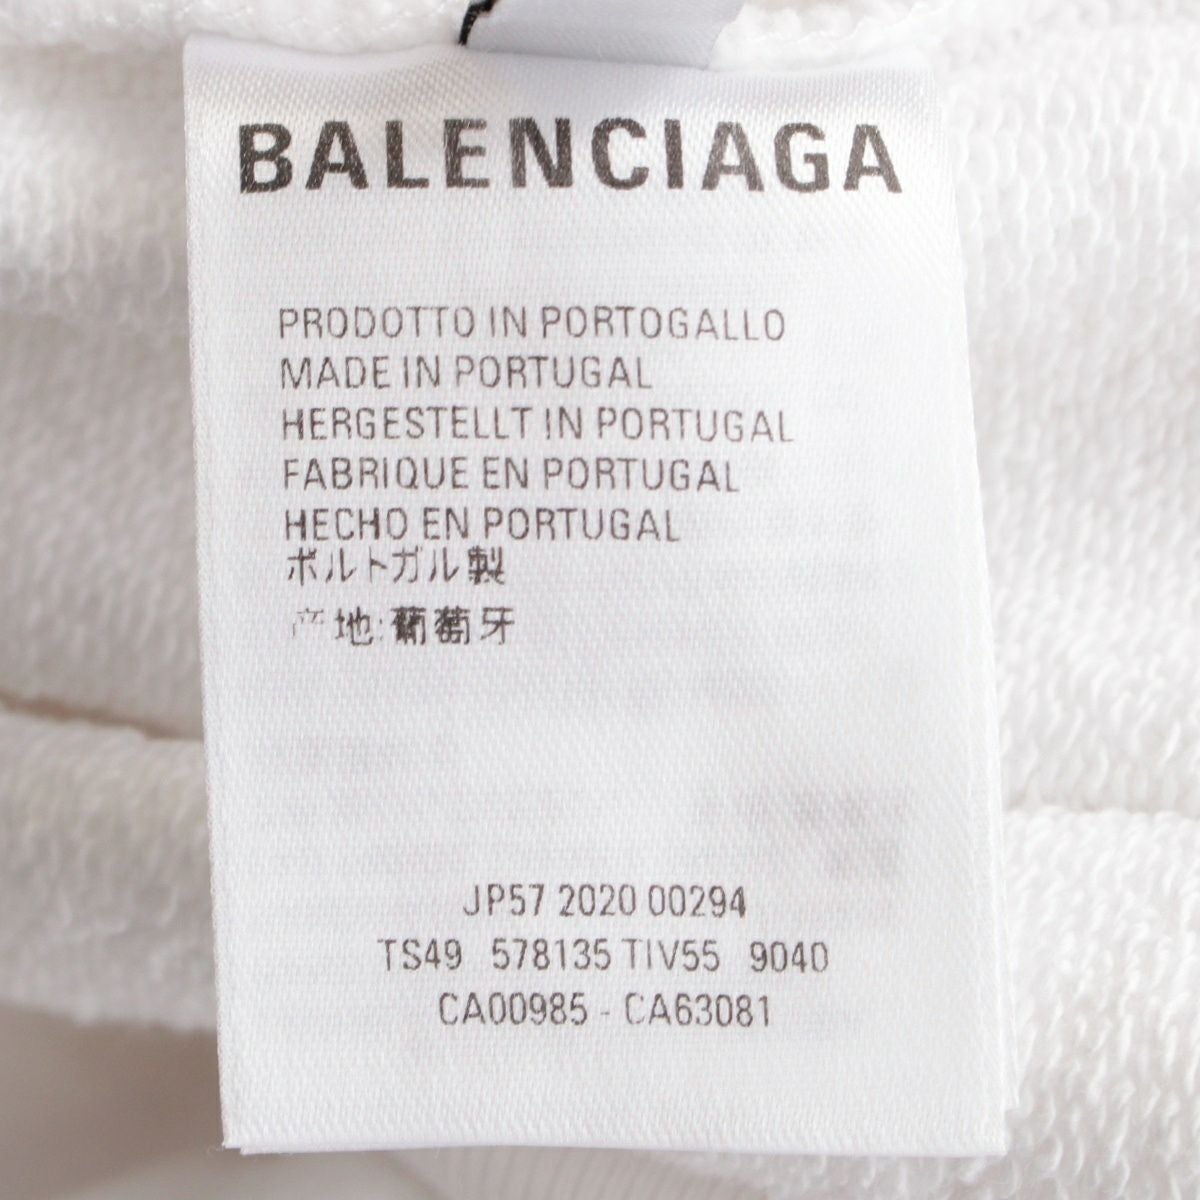 BALENCIAGA
PRODOTTO IN PORTOGALLO
MADE IN PORTUGAL
HERGESTELLT IN PORTUGAL
FABRIQUE EN PORTUGAL
HECHO EN PORTUGAL
ポルトガル製
产地:葡萄牙
JP57 2020 00294
TS49 578135 TIV55 9040
CA00985 - CA63081